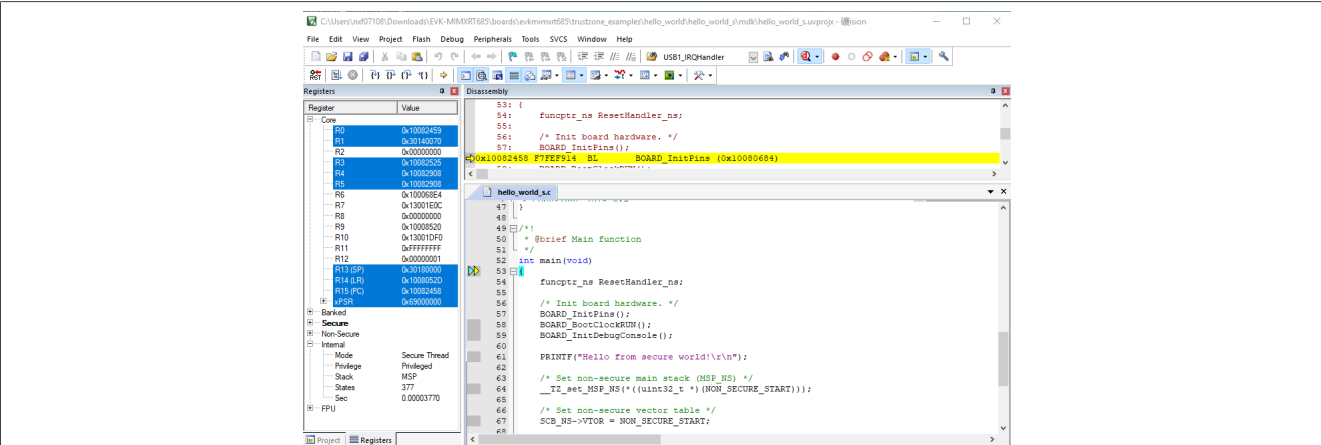 C:\Users\nxf07108\Downloads\EVK-MIMXRT685\boards\evkmimxrt685\trustzone_examples\hello_world\hello_world_s\mdk\hello_world_s.uvprojx - µVision
File Edit View Project Flash Debug Peripherals Tools SVCS Window Help
USB1_IRQHandler
Registers
Register Value
Core
R0 0x10082459
R1 0x30140070
R2 0x00000000
R3 0x10082525
R4 0x10082908
R5 0x10082908
R6 0x100068E4
R7 0x13001E0C
R8 0x00000000
R9 0x10008520
R10 0x13001DF0
R11 0xFFFFFFFF
R12 0x00000001
R13 (SP) 0x30180000
R14 (LR) 0x1008052D
R15 (PC) 0x10082458
xPSR 0x69000000
Banked
Secure
Non-Secure
Internal
Mode Secure Thread
Privilege Privileged
Stack MSP
States 377
Sec 0.00003770
FPU
Project Registers
Disassembly
53: {
54: funcptr_ns ResetHandler_ns;
55:
56: /* Init board hardware. */
57: BOARD_InitPins();
0x10082458 F7FEF914 BL BOARD_InitPins (0x10080684)
hello_world_s.c
47 }
48
49 /*!
50 * @brief Main function
51 */
52 int main(void)
53 {
54 funcptr_ns ResetHandler_ns;
55
56 /* Init board hardware. */
57 BOARD_InitPins();
58 BOARD_BootClockRUN();
59 BOARD_InitDebugConsole();
60
61 PRINTF("Hello from secure world!\r\n");
62
63 /* Set non-secure main stack (MSP_NS) */
64 __TZ_set_MSP_NS(*((uint32_t *)(NON_SECURE_START)));
65
66 /* Set non-secure vector table */
67 SCB_NS->VTOR = NON_SECURE_START;
68